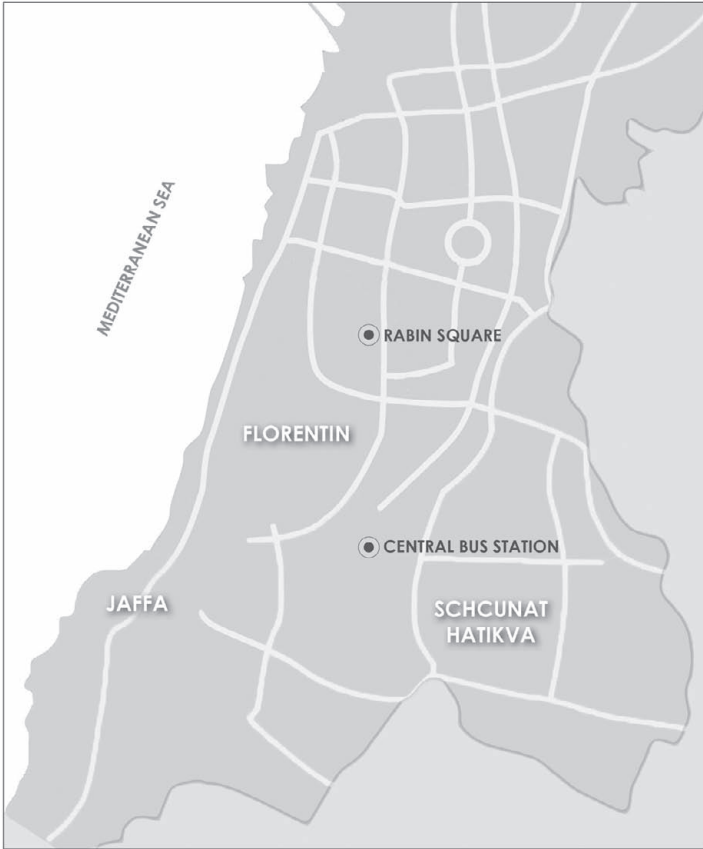 MEDITERRANEAN SEA
RABIN SQUARE
FLORENTIN
CENTRAL BUS STATION
JAFFA
SCHCUNAT
HATIKVA